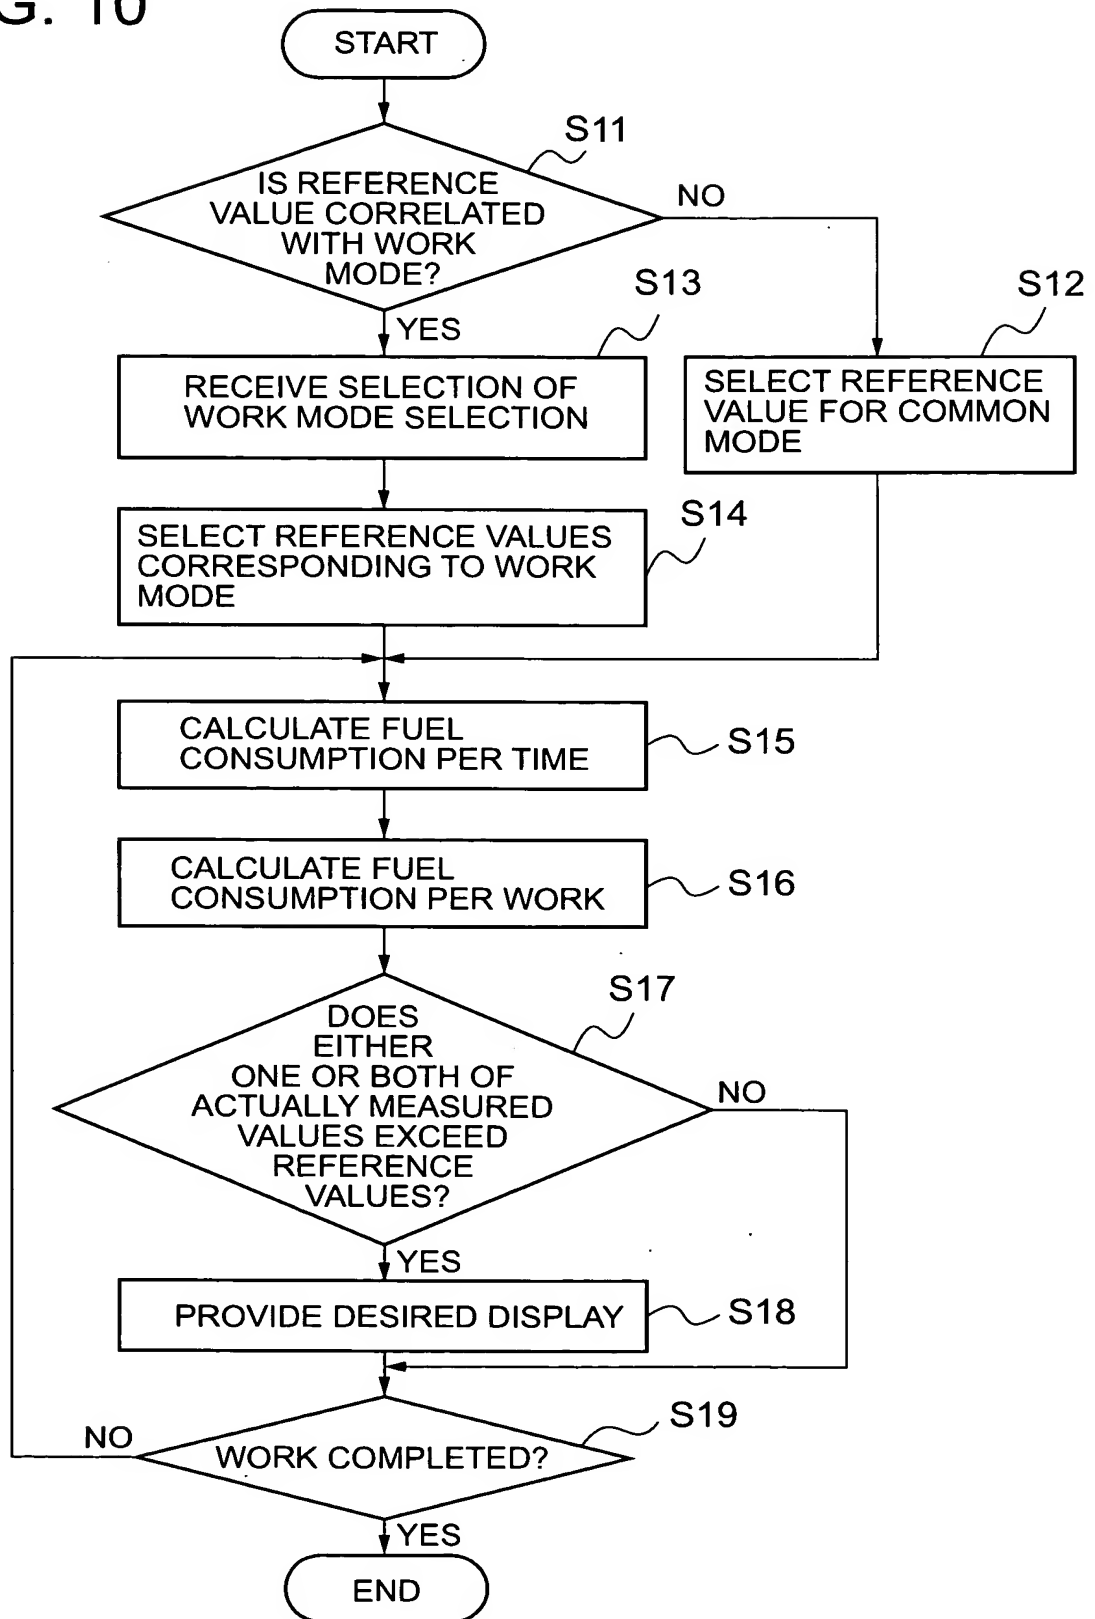 G. 10
START
S11
IS REFERENCE
VALUE CORRELATED
WITH WORK
MODE?
NO
YES
S13
S12
RECEIVE SELECTION OF
WORK MODE SELECTION
SELECT REFERENCE
VALUE FOR COMMON
MODE
S14
SELECT REFERENCE VALUES
CORRESPONDING TO WORK
MODE
CALCULATE FUEL
CONSUMPTION PER TIME
S15
CALCULATE FUEL
CONSUMPTION PER WORK
S16
S17
DOES
EITHER
ONE OR BOTH OF
ACTUALLY MEASURED
VALUES EXCEED
REFERENCE
VALUES?
NO
YES
PROVIDE DESIRED DISPLAY
S18
S19
NO
WORK COMPLETED?
YES
END